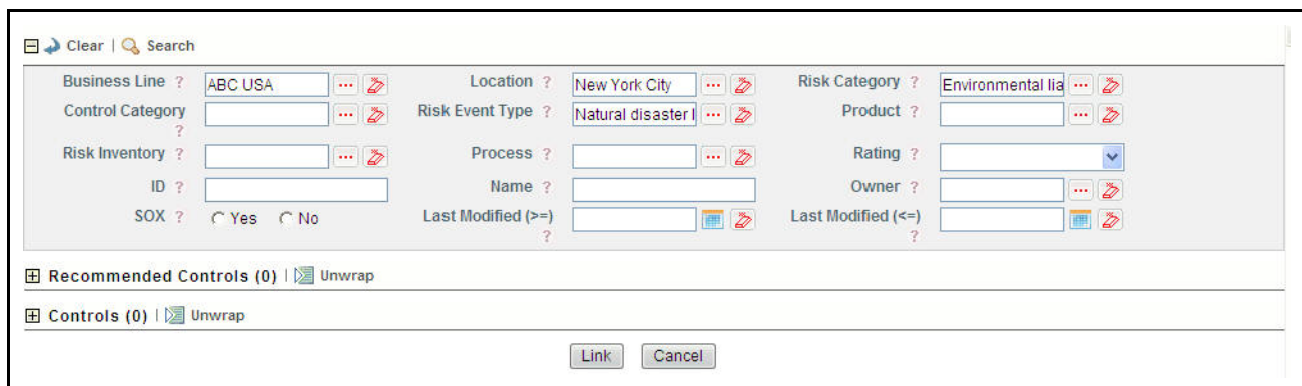 Clear | Search
Business Line ? ABC USA ... Location ? New York City ... Risk Category ? Environmental lia ...
Control Category ? ... Risk Event Type ? Natural disaster l ... Product ? ...
Risk Inventory ? ... Process ? ... Rating ?
ID ? Name ? Owner ? ...
SOX ? Yes No Last Modified (>=) ? Last Modified (<=) ?
Recommended Controls (0) | Unwrap
Controls (0) | Unwrap
Link Cancel